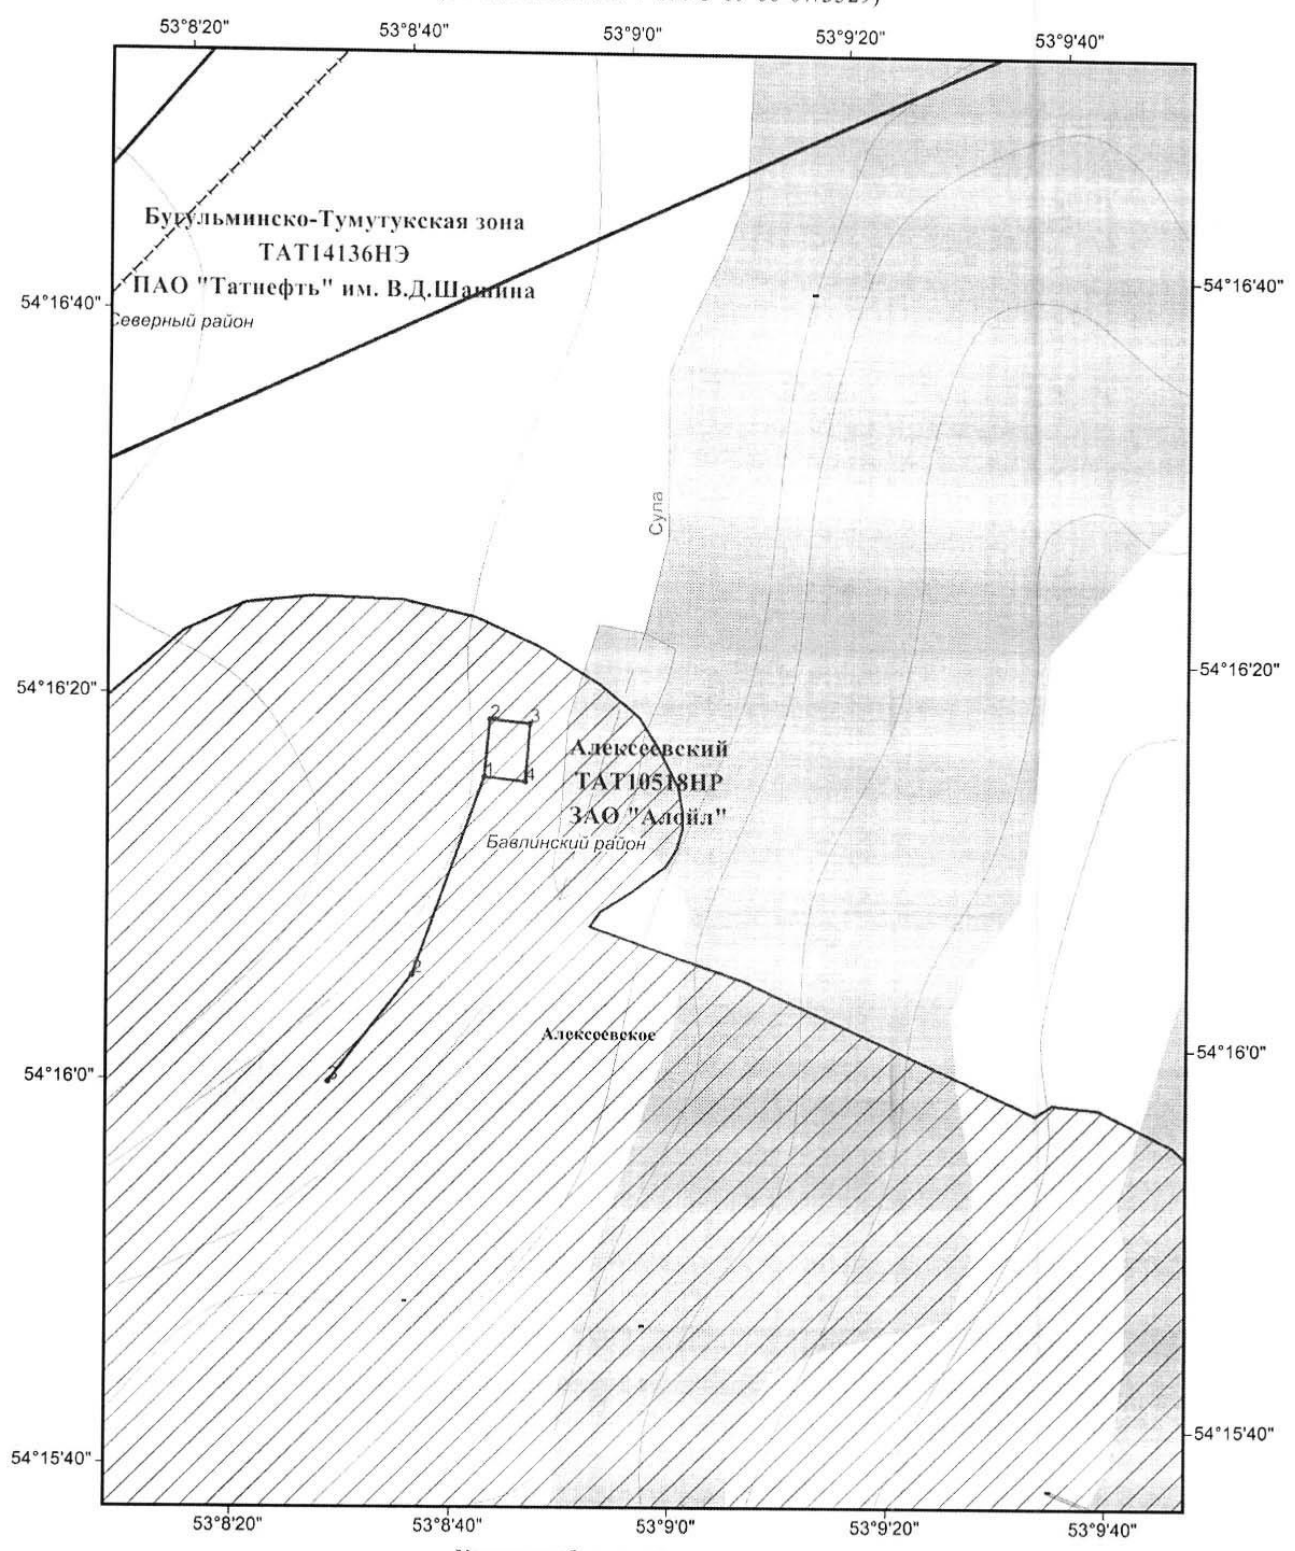 53°8'20" 53°8'40" 53°9'0" 53°9'20" 53°9'40"
Бугульминско-Тумутукская зона
ТАТ14136НЭ
ПАО "Татнефть" им. В.Д.Шашина
54°16'40" 54°16'40"
Северный район
Сула
54°16'20" 54°16'20"
2 3
Алексеевский
1 4
ТАТ10518НР
ЗАО "Алойл"
Бавлинский район
2
Алексеевское
54°16'0" 54°16'0"
3
54°15'40" 54°15'40"
53°8'20" 53°8'40" 53°9'0" 53°9'20" 53°9'40"